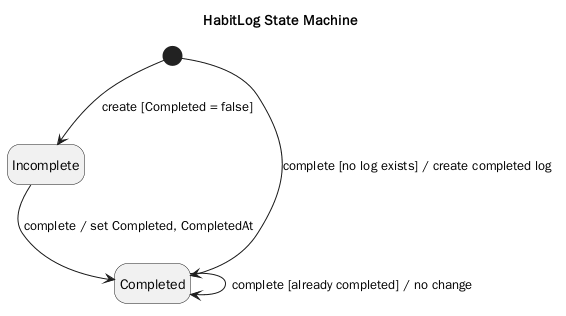 HabitLog State Machine
create [Completed = false]
Incomplete
complete [no log exists] / create completed log
complete / set Completed, CompletedAt
Completed
complete [already completed] / no change